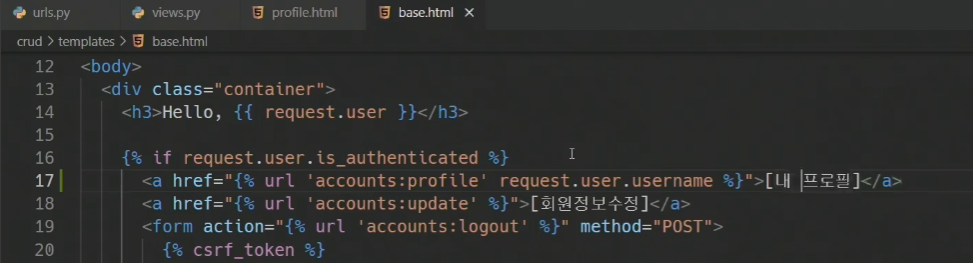 urls.py views.py profile.html base.html ×
crud > templates > base.html
12 <body>
13 <div class="container">
14 <h3>Hello, {{ request.user }}</h3>
15
16 {% if request.user.is_authenticated %}
17 <a href="{% url 'accounts:profile' request.user.username %}">[내 프로필]</a>
18 <a href="{% url 'accounts:update' %}">[회원정보수정]</a>
19 <form action="{% url 'accounts:logout' %}" method="POST">
20 {% csrf_token %}